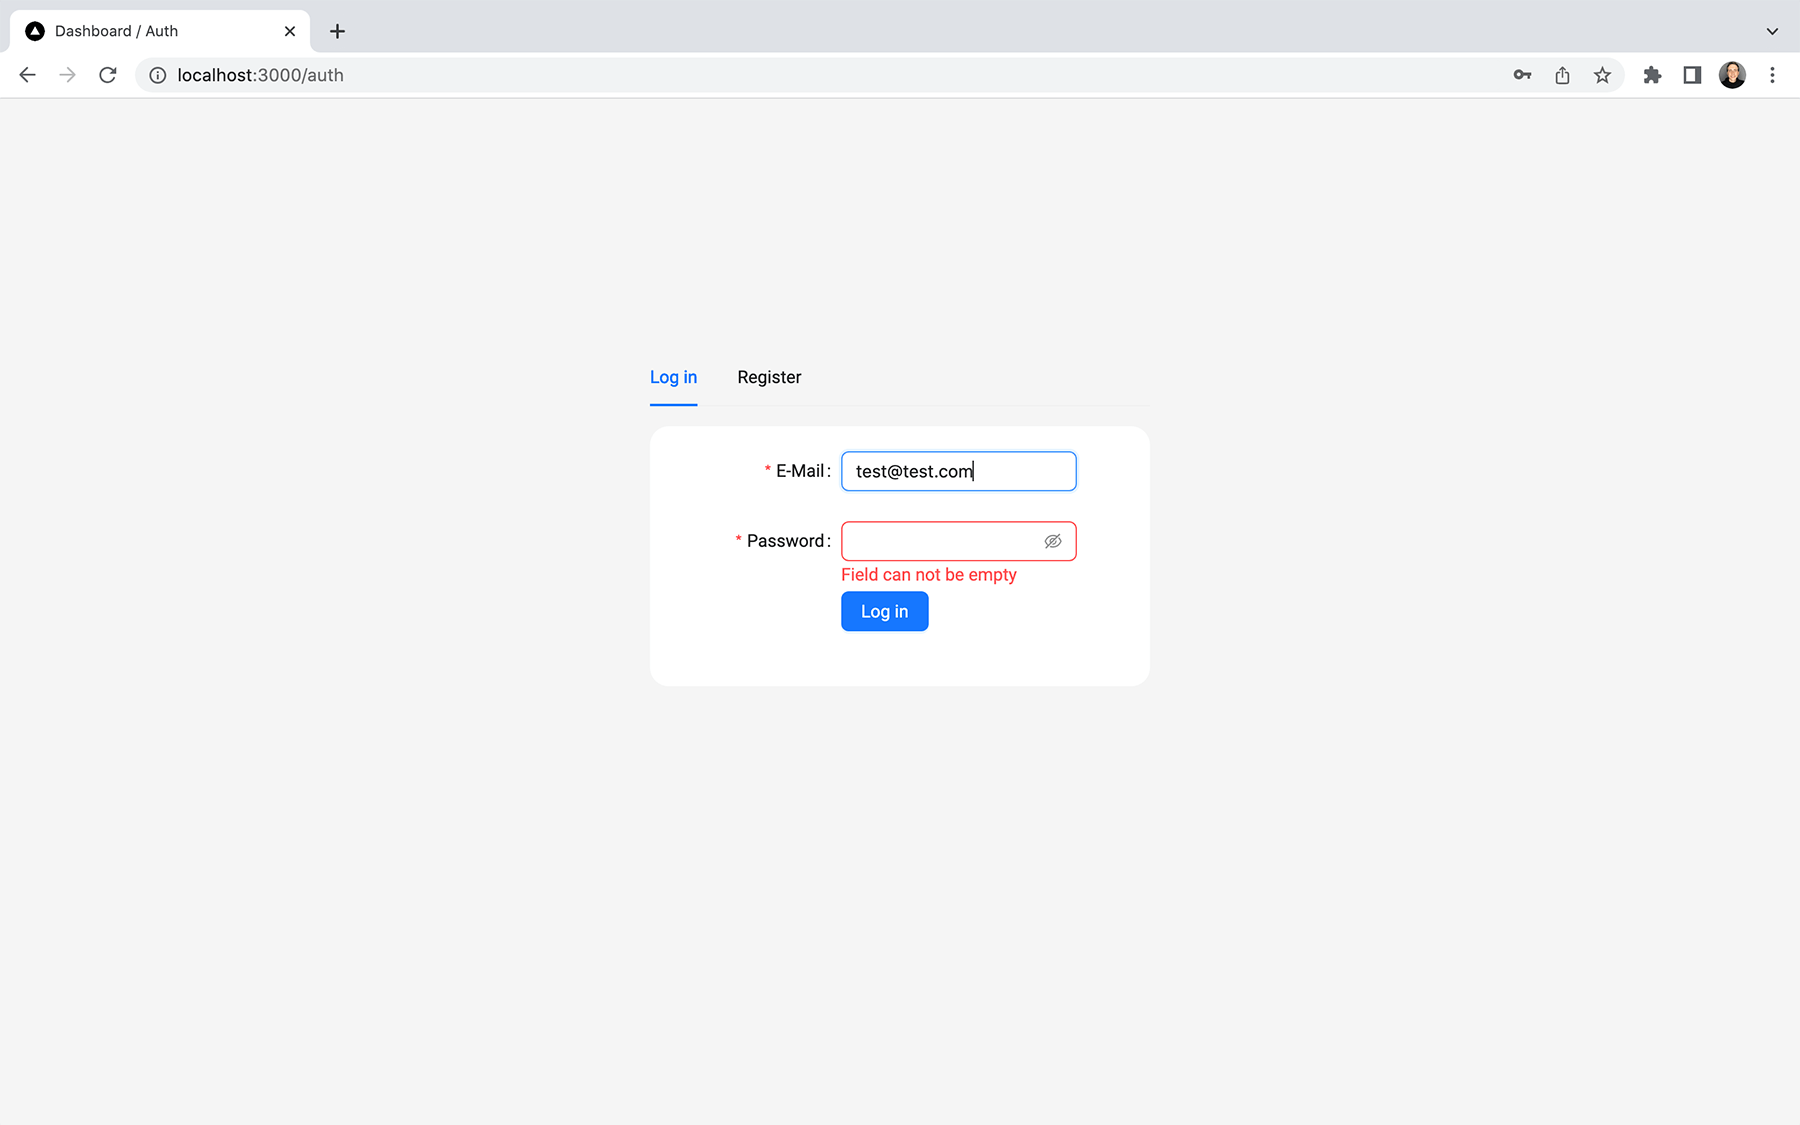 Dashboard / Auth
localhost:3000/auth
Log in Register
* E-Mail: test@test.com
* Password:
Field can not be empty
Log in